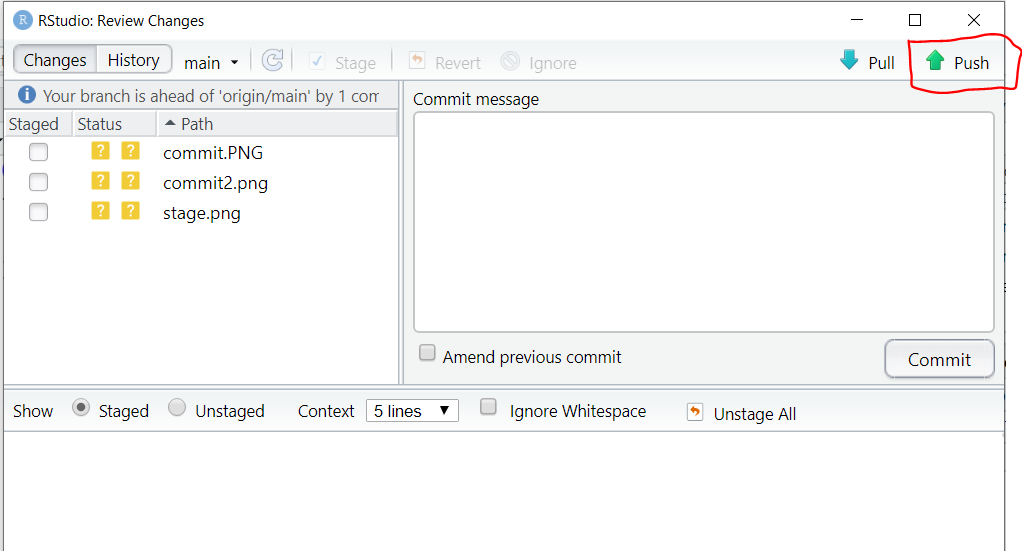 R RStudio: Review Changes
Changes History main Stage Revert Ignore Pull Push
Your branch is ahead of 'origin/main' by 1 com
Staged Status Path
? ? commit.PNG
? ? commit2.png
? ? stage.png
Commit message
Amend previous commit Commit
Show Staged Unstaged Context 5 lines Ignore Whitespace Unstage All